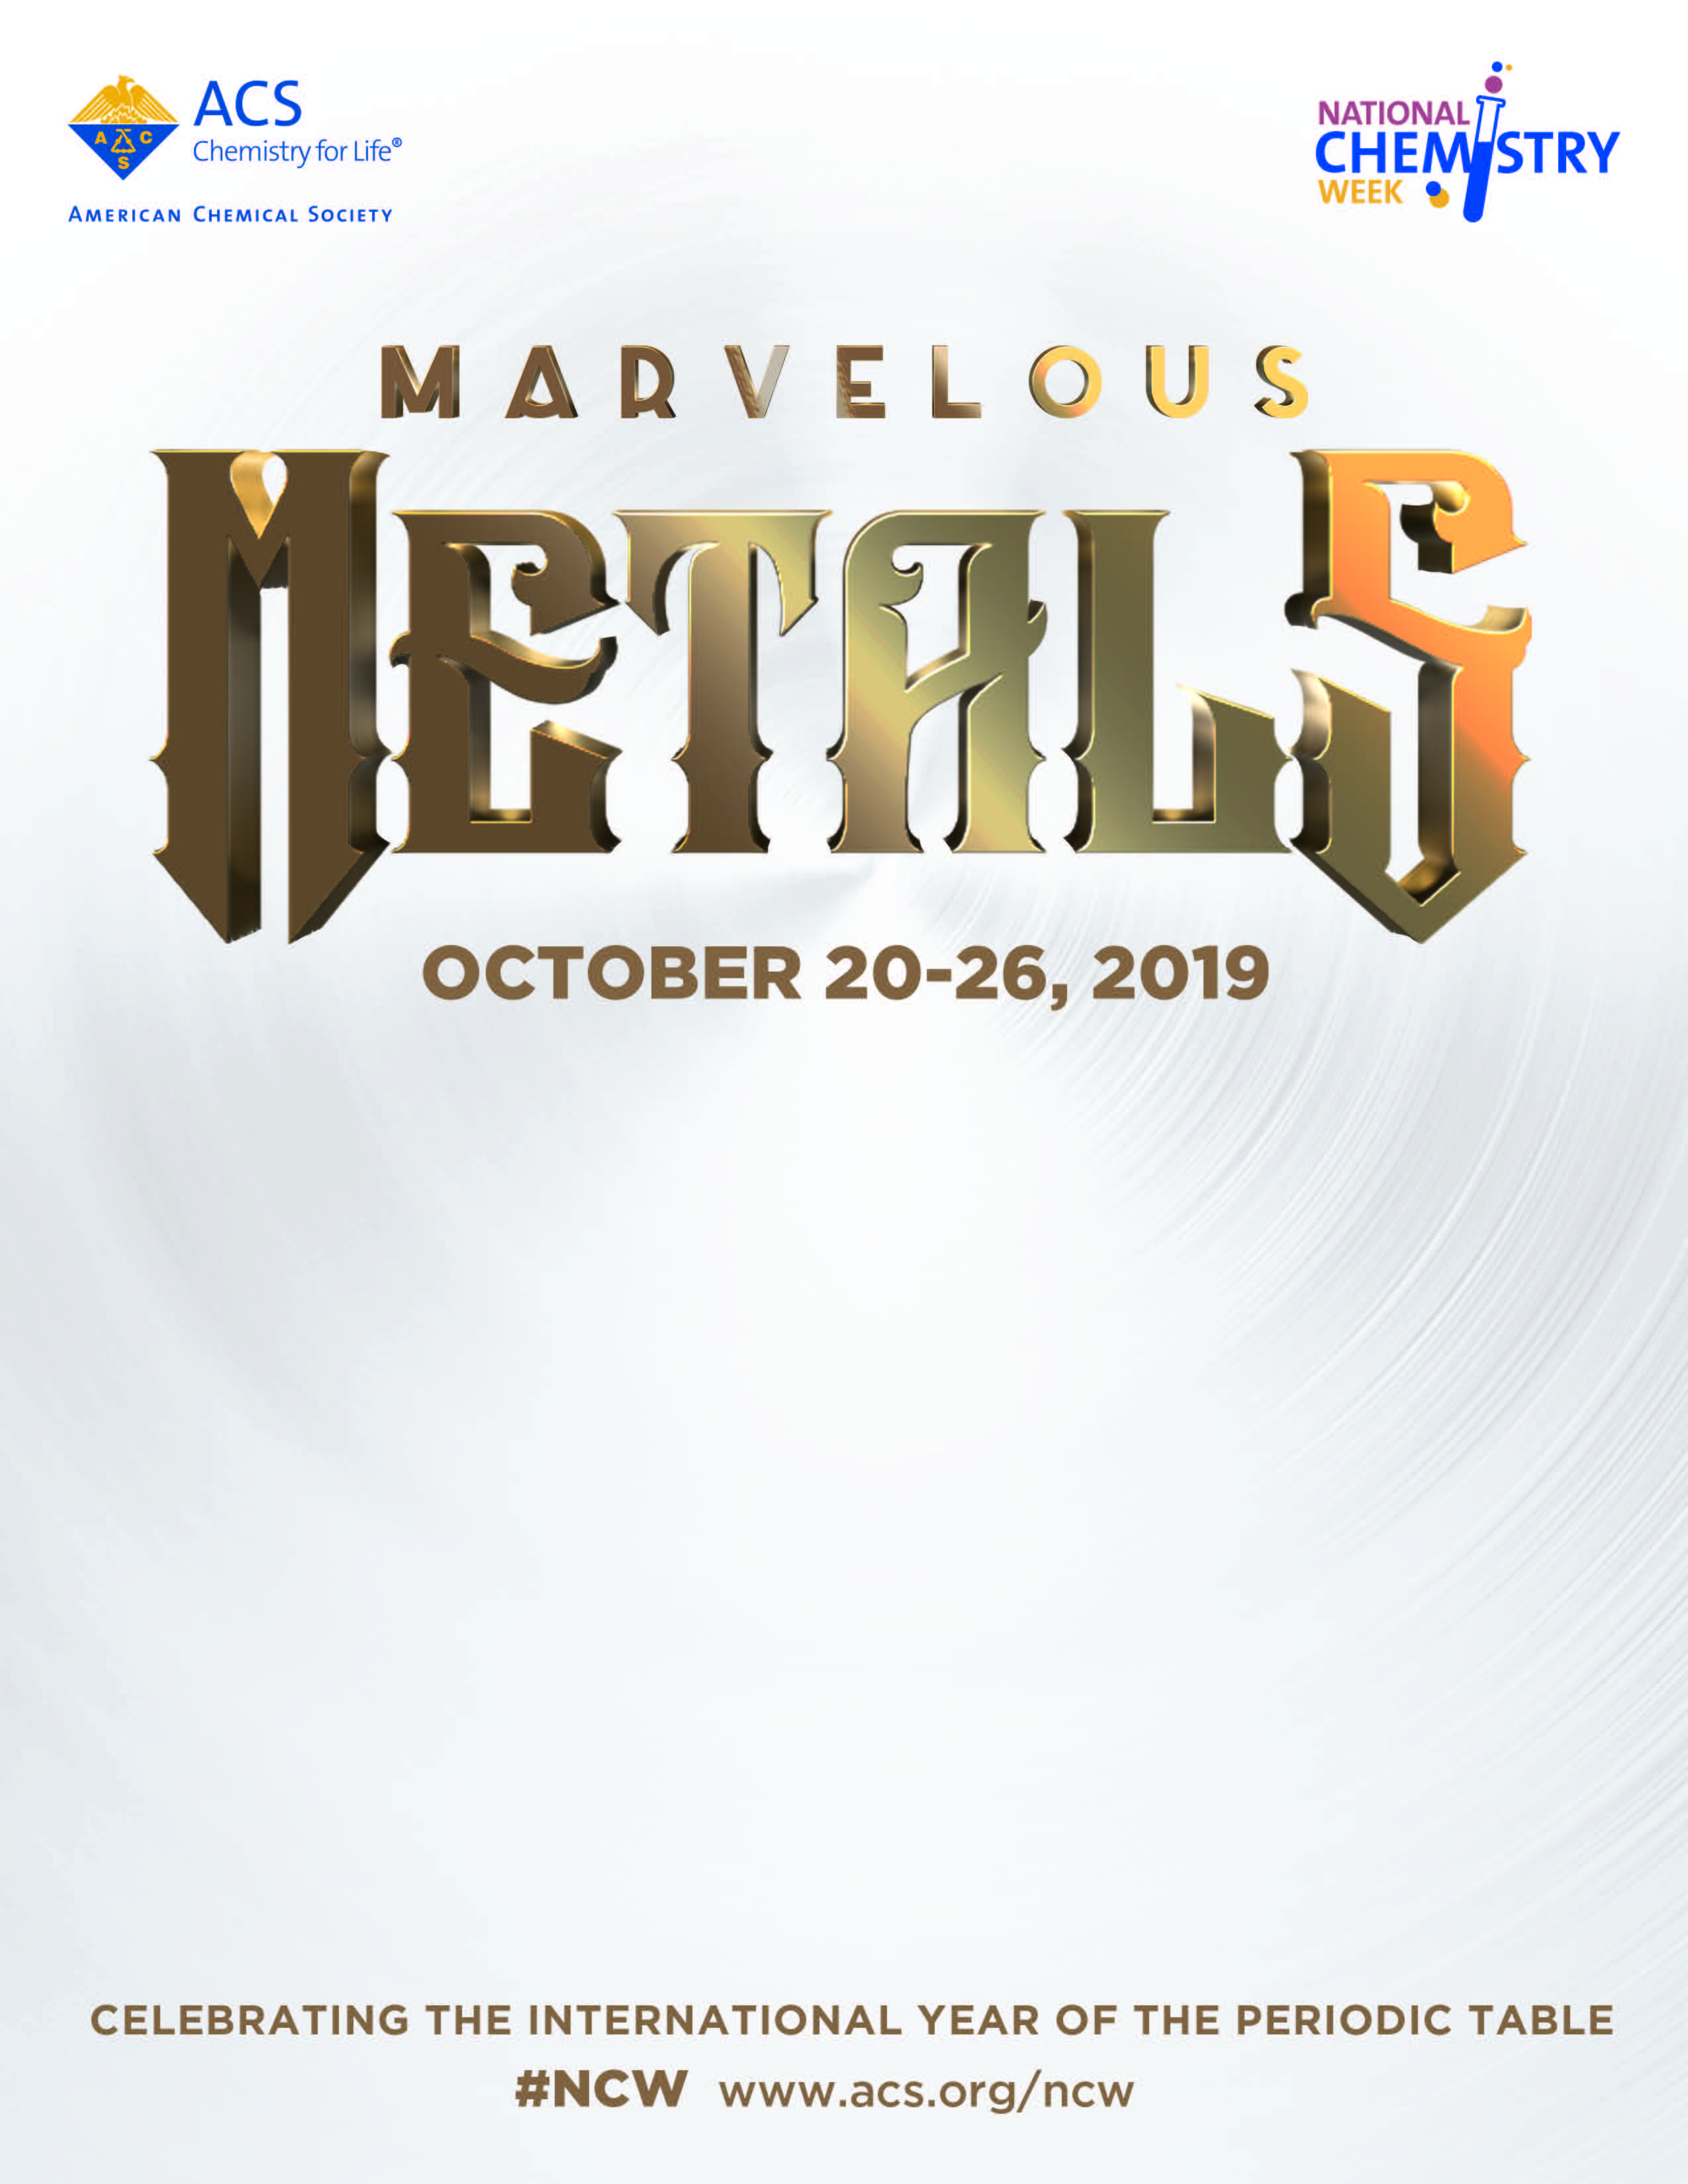 ACS
Chemistry for Life®
A C S
AMERICAN CHEMICAL SOCIETY
NATIONAL
CHEMISTRY
WEEK
MARVELOUS
METALS
OCTOBER 20-26, 2019
CELEBRATING THE INTERNATIONAL YEAR OF THE PERIODIC TABLE
#NCW www.acs.org/ncw